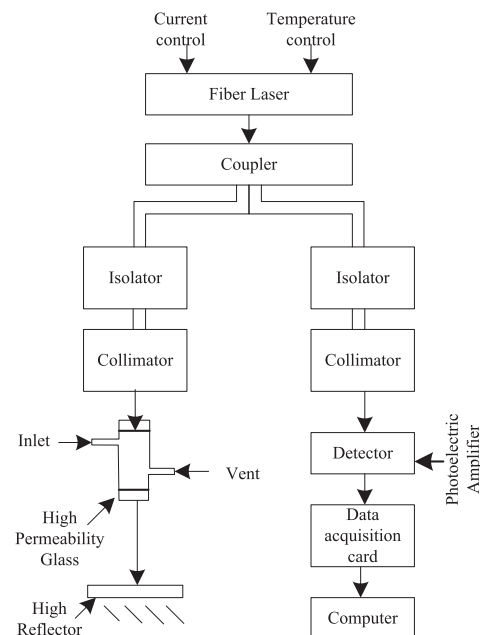 Current
control
Temperature
control
Fiber Laser
Coupler
Isolator
Isolator
Collimator
Collimator
Inlet
Vent
Detector
Photoelectric
Amplifier
High
Permeability
Glass
Data
acquisition
card
High
Reflector
Computer